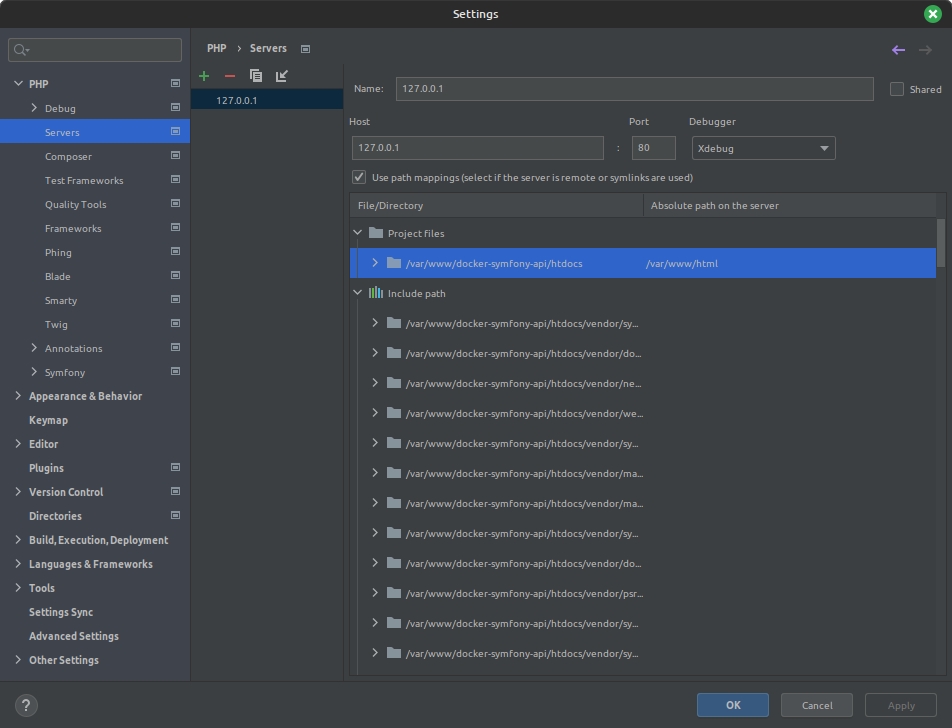 Settings
PHP › Servers
PHP
Debug
Servers
Composer
Test Frameworks
Quality Tools
Frameworks
Phing
Blade
Smarty
Twig
Annotations
Symfony
Appearance & Behavior
Keymap
Editor
Plugins
Version Control
Directories
Build, Execution, Deployment
Languages & Frameworks
Tools
Settings Sync
Advanced Settings
Other Settings
127.0.0.1
Name: 127.0.0.1 Shared
Host Port Debugger
127.0.0.1 : 80 Xdebug
Use path mappings (select if the server is remote or symlinks are used)
File/Directory Absolute path on the server
Project files
/var/www/docker-symfony-api/htdocs /var/www/html
Include path
/var/www/docker-symfony-api/htdocs/vendor/sy...
/var/www/docker-symfony-api/htdocs/vendor/do...
/var/www/docker-symfony-api/htdocs/vendor/ne...
/var/www/docker-symfony-api/htdocs/vendor/we...
/var/www/docker-symfony-api/htdocs/vendor/sy...
/var/www/docker-symfony-api/htdocs/vendor/ma...
/var/www/docker-symfony-api/htdocs/vendor/ma...
/var/www/docker-symfony-api/htdocs/vendor/sy...
/var/www/docker-symfony-api/htdocs/vendor/do...
/var/www/docker-symfony-api/htdocs/vendor/psr...
/var/www/docker-symfony-api/htdocs/vendor/sy...
/var/www/docker-symfony-api/htdocs/vendor/sy...
? OK Cancel Apply